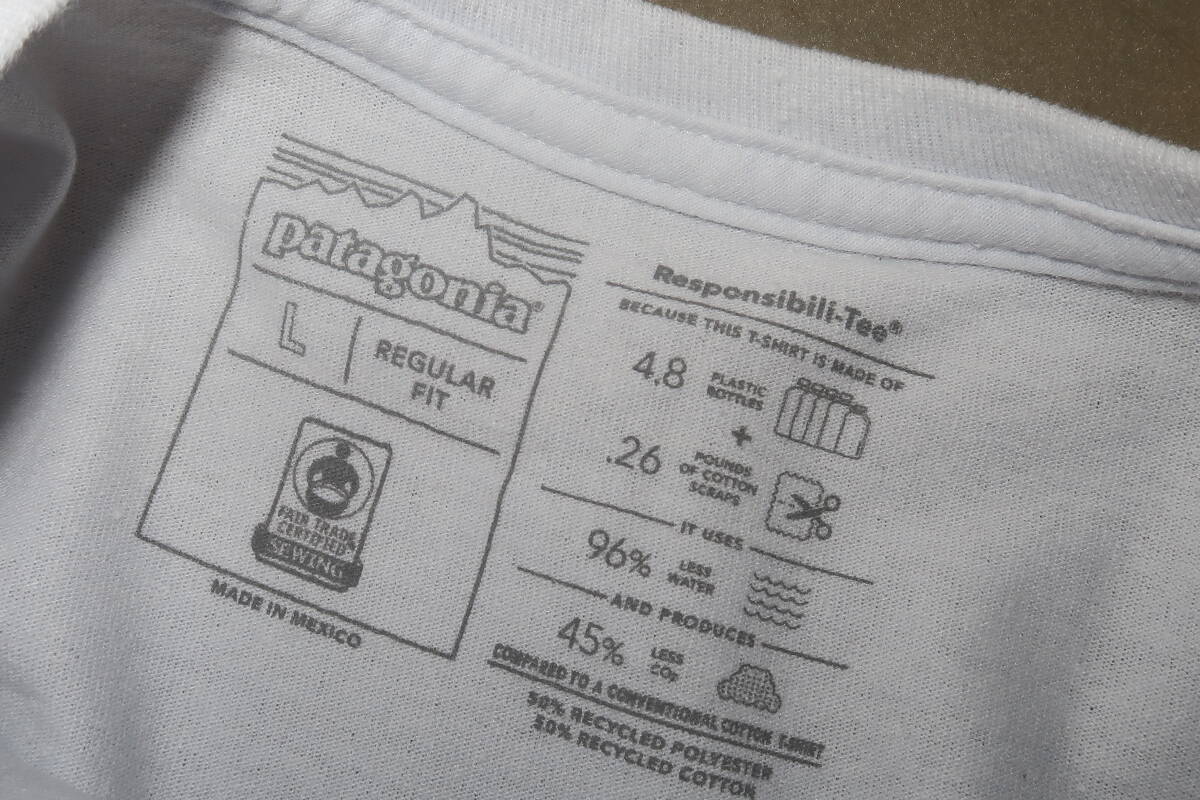 patagonia®
L
REGULAR
FIT
FAIR TRADE
CERTIFIED™
SEWING
MADE IN MEXICO
Responsibili-Tee®
BECAUSE THIS T-SHIRT IS MADE OF
4.8 PLASTIC
BOTTLES
+
.26 POUNDS
OF COTTON
SCRAPS
IT USES
96% LESS
WATER
AND PRODUCES
45% LESS
CO₂
COMPARED TO A CONVENTIONAL COTTON T-SHIRT
50% RECYCLED POLYESTER
50% RECYCLED COTTON